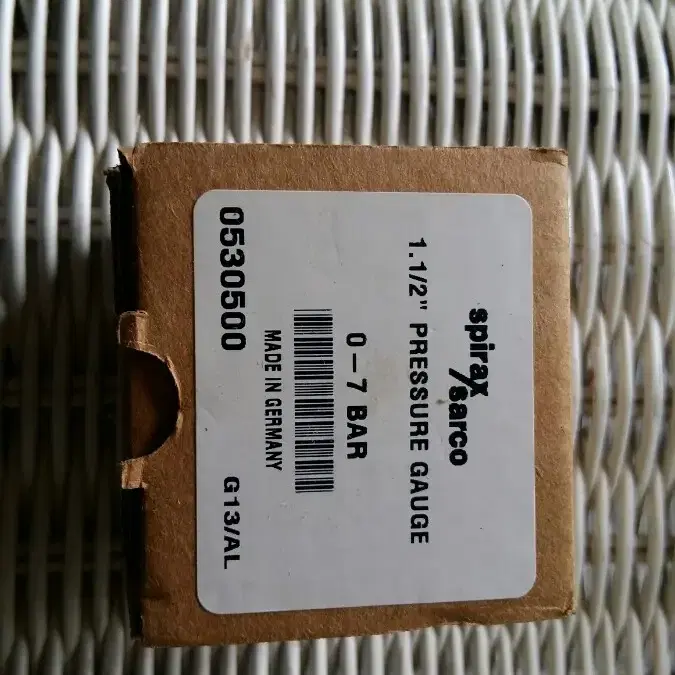 spirax
sarco
1.1/2" PRESSURE GAUGE
0 – 7 BAR
MADE IN GERMANY
0530500 G13/AL